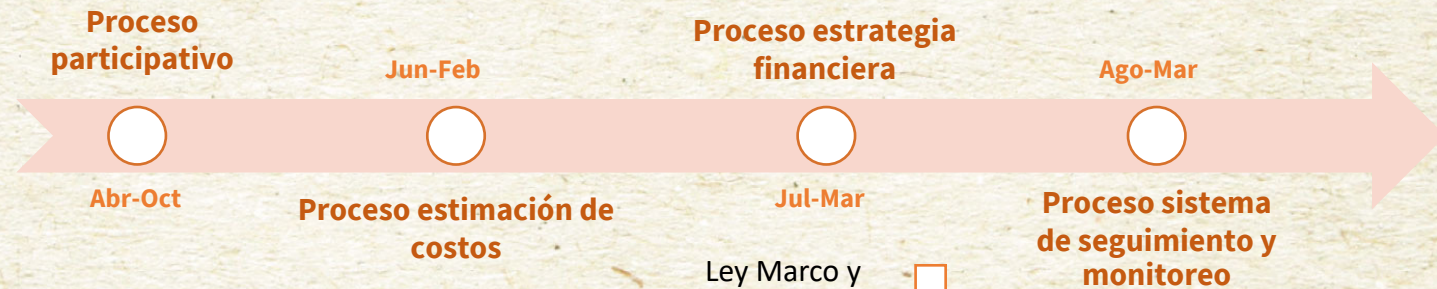 Proceso
participativo
Abr-Oct
Jun-Feb
Proceso estimación de
costos
Proceso estrategia
financiera
Jul-Mar
Ago-Mar
Proceso sistema
de seguimiento y
monitoreo
Ley Marco y